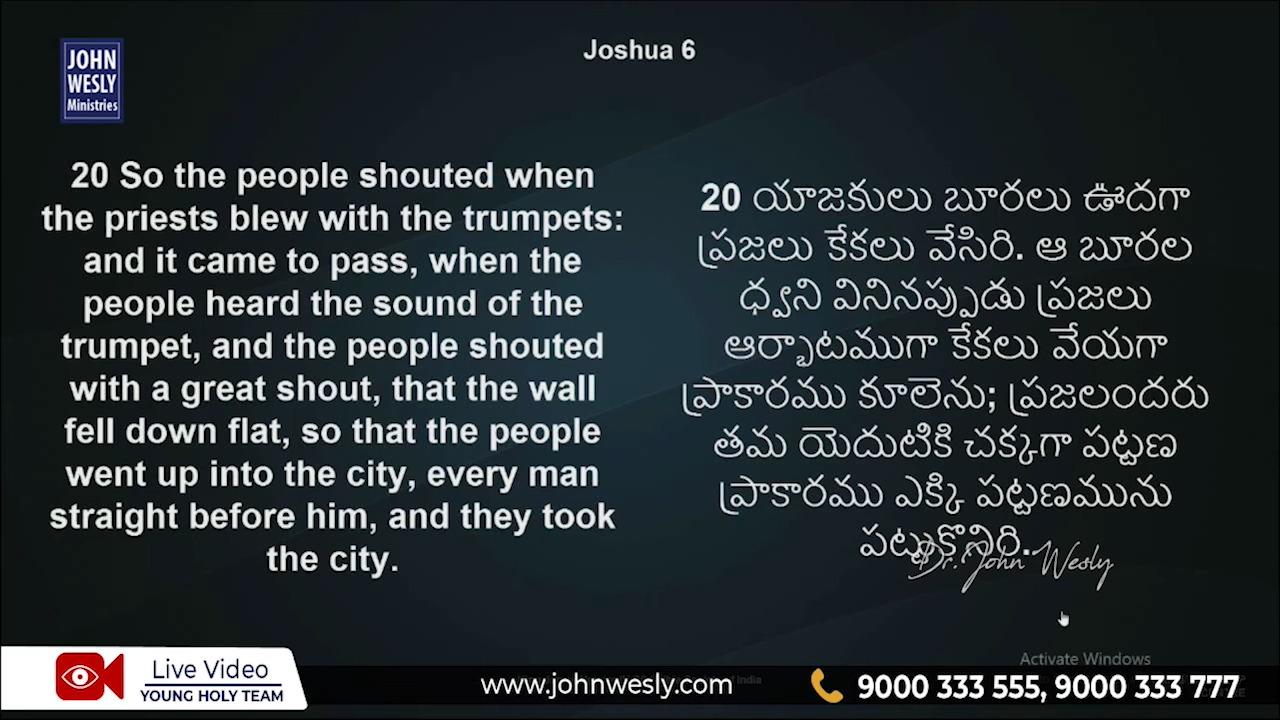 JOHN
WESLY
Ministries
Joshua 6
20 So the people shouted when
the priests blew with the trumpets:
and it came to pass, when the
people heard the sound of the
trumpet, and the people shouted
with a great shout, that the wall
fell down flat, so that the people
went up into the city, every man
straight before him, and they took
the city.
20 యాజకులు బూరలు ఊదగా
ప్రజలు కేకలు వేసిరి. ఆ బూరల
ధ్వని వినినప్పుడు ప్రజలు
ఆర్భాటముగా కేకలు వేయగా
ప్రాకారము కూలెను; ప్రజలందరు
తమ యెదుటికి చక్కగా పట్టణ
ప్రాకారము ఎక్కి పట్టణమును
పట్టుకొనిరి.
Dr. John Wesly
Activate Windows
Live Video
YOUNG HOLY TEAM
www.johnwesly.com
of India
9000 333 555, 9000 333 777